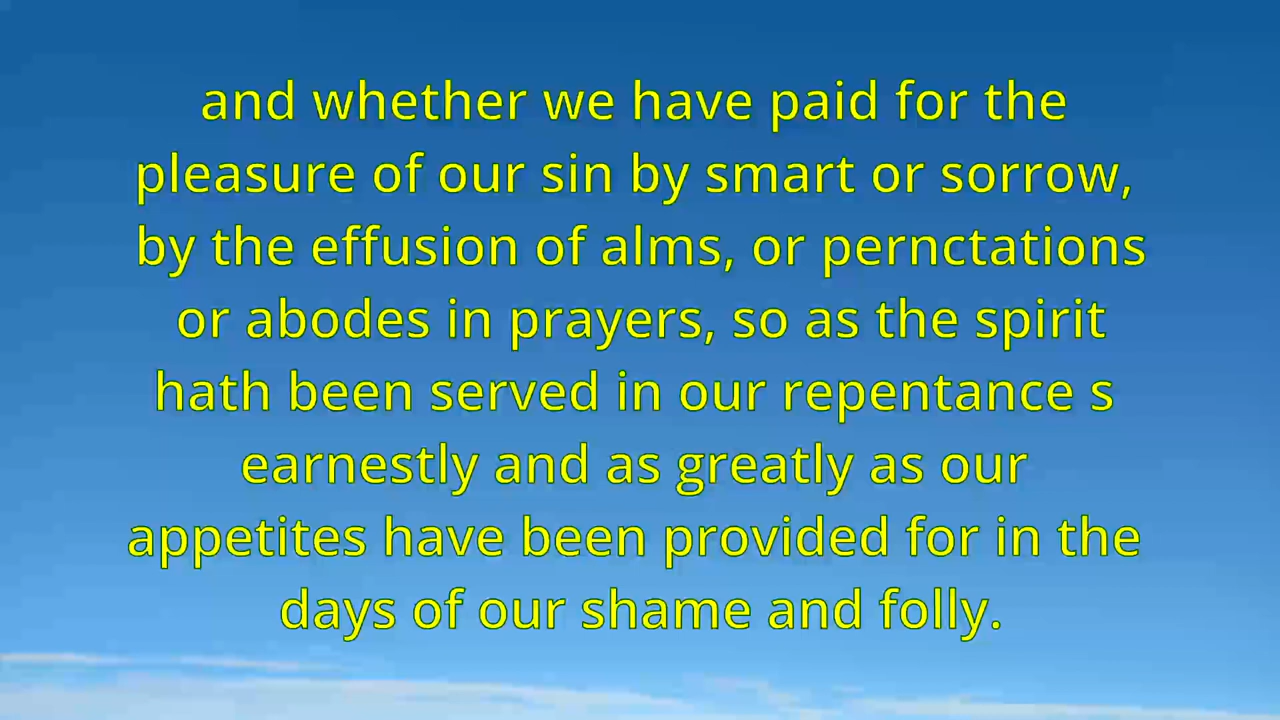 and whether we have paid for the
pleasure of our sin by smart or sorrow,
by the effusion of alms, or pernctations
or abodes in prayers, so as the spirit
hath been served in our repentance s
earnestly and as greatly as our
appetites have been provided for in the
days of our shame and folly.